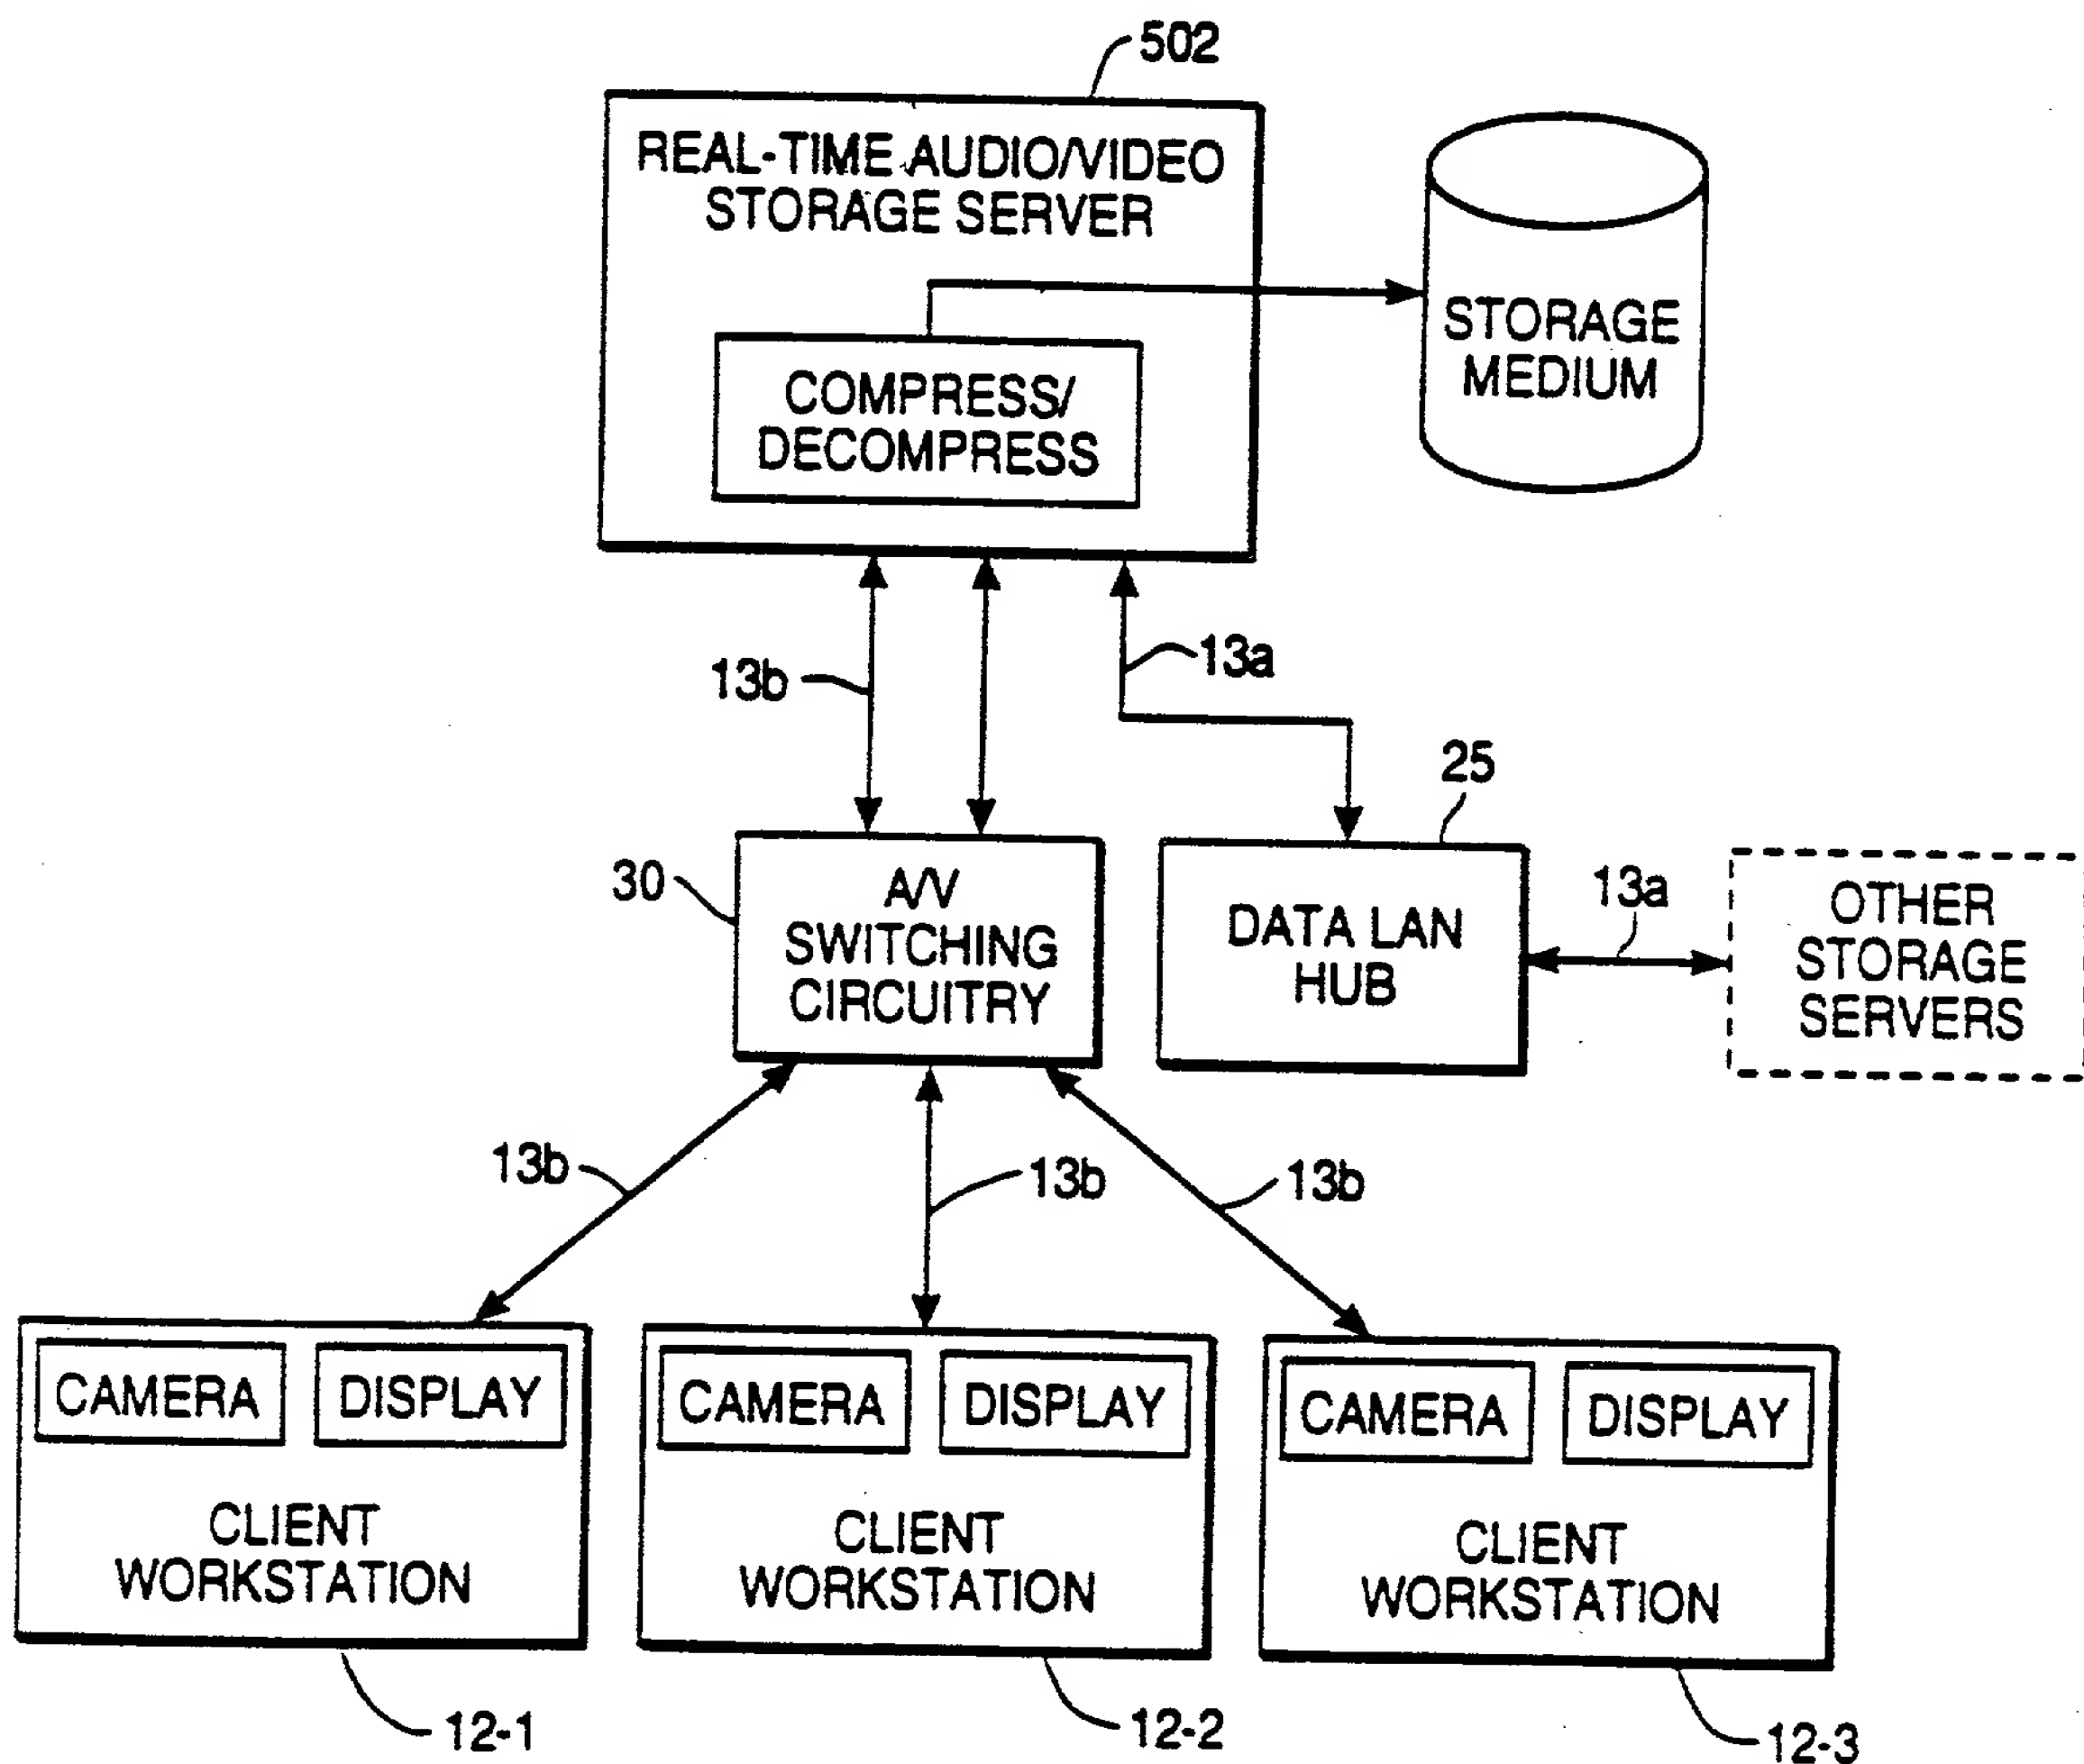 502
REAL-TIME AUDIO/VIDEO
STORAGE SERVER
COMPRESS/
DECOMPRESS
STORAGE
MEDIUM
13b
13a
25
30
A/V
SWITCHING
CIRCUITRY
DATA LAN
HUB
13a
OTHER
STORAGE
SERVERS
13b
13b
13b
CAMERA
DISPLAY
CLIENT
WORKSTATION
CAMERA
DISPLAY
CLIENT
WORKSTATION
CAMERA
DISPLAY
CLIENT
WORKSTATION
12-1
12-2
12-3